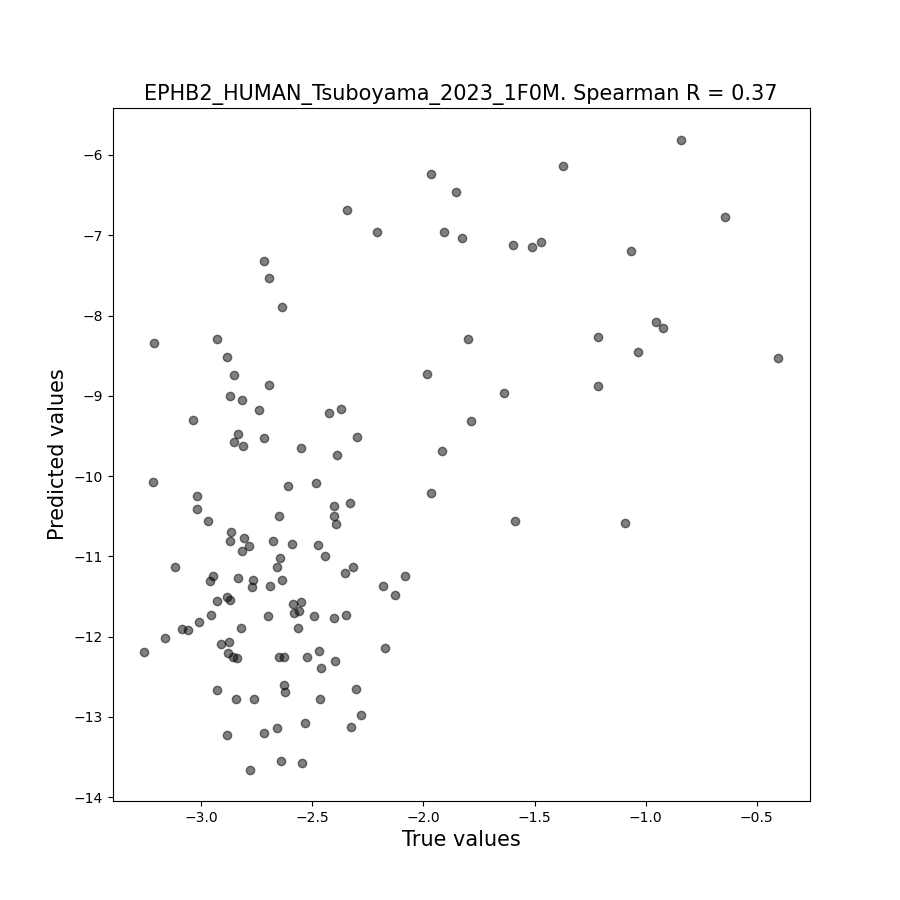 EPHB2_HUMAN_Tsuboyama_2023_1F0M. Spearman R = 0.37
−6
−7
−8
−9
−10
−11
−12
−13
−14
Predicted values
−3.0 −2.5 −2.0 −1.5 −1.0 −0.5
True values